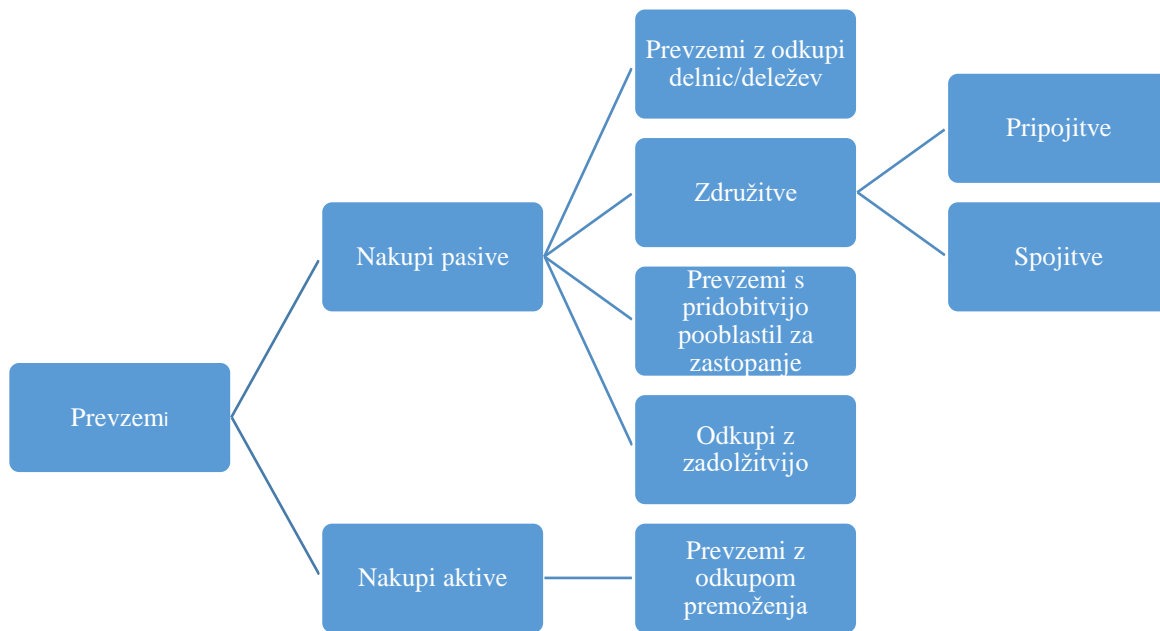 Prevzemi
Nakupi pasive
Prevzemi z odkupi
delnic/deležev
Združitve
Pripojitve
Spojitve
Prevzemi s
pridobitvijo
pooblastil za
zastopanje
Odkupi z
zadolžitvijo
Nakupi aktive
Prevzemi z
odkupom
premoženja